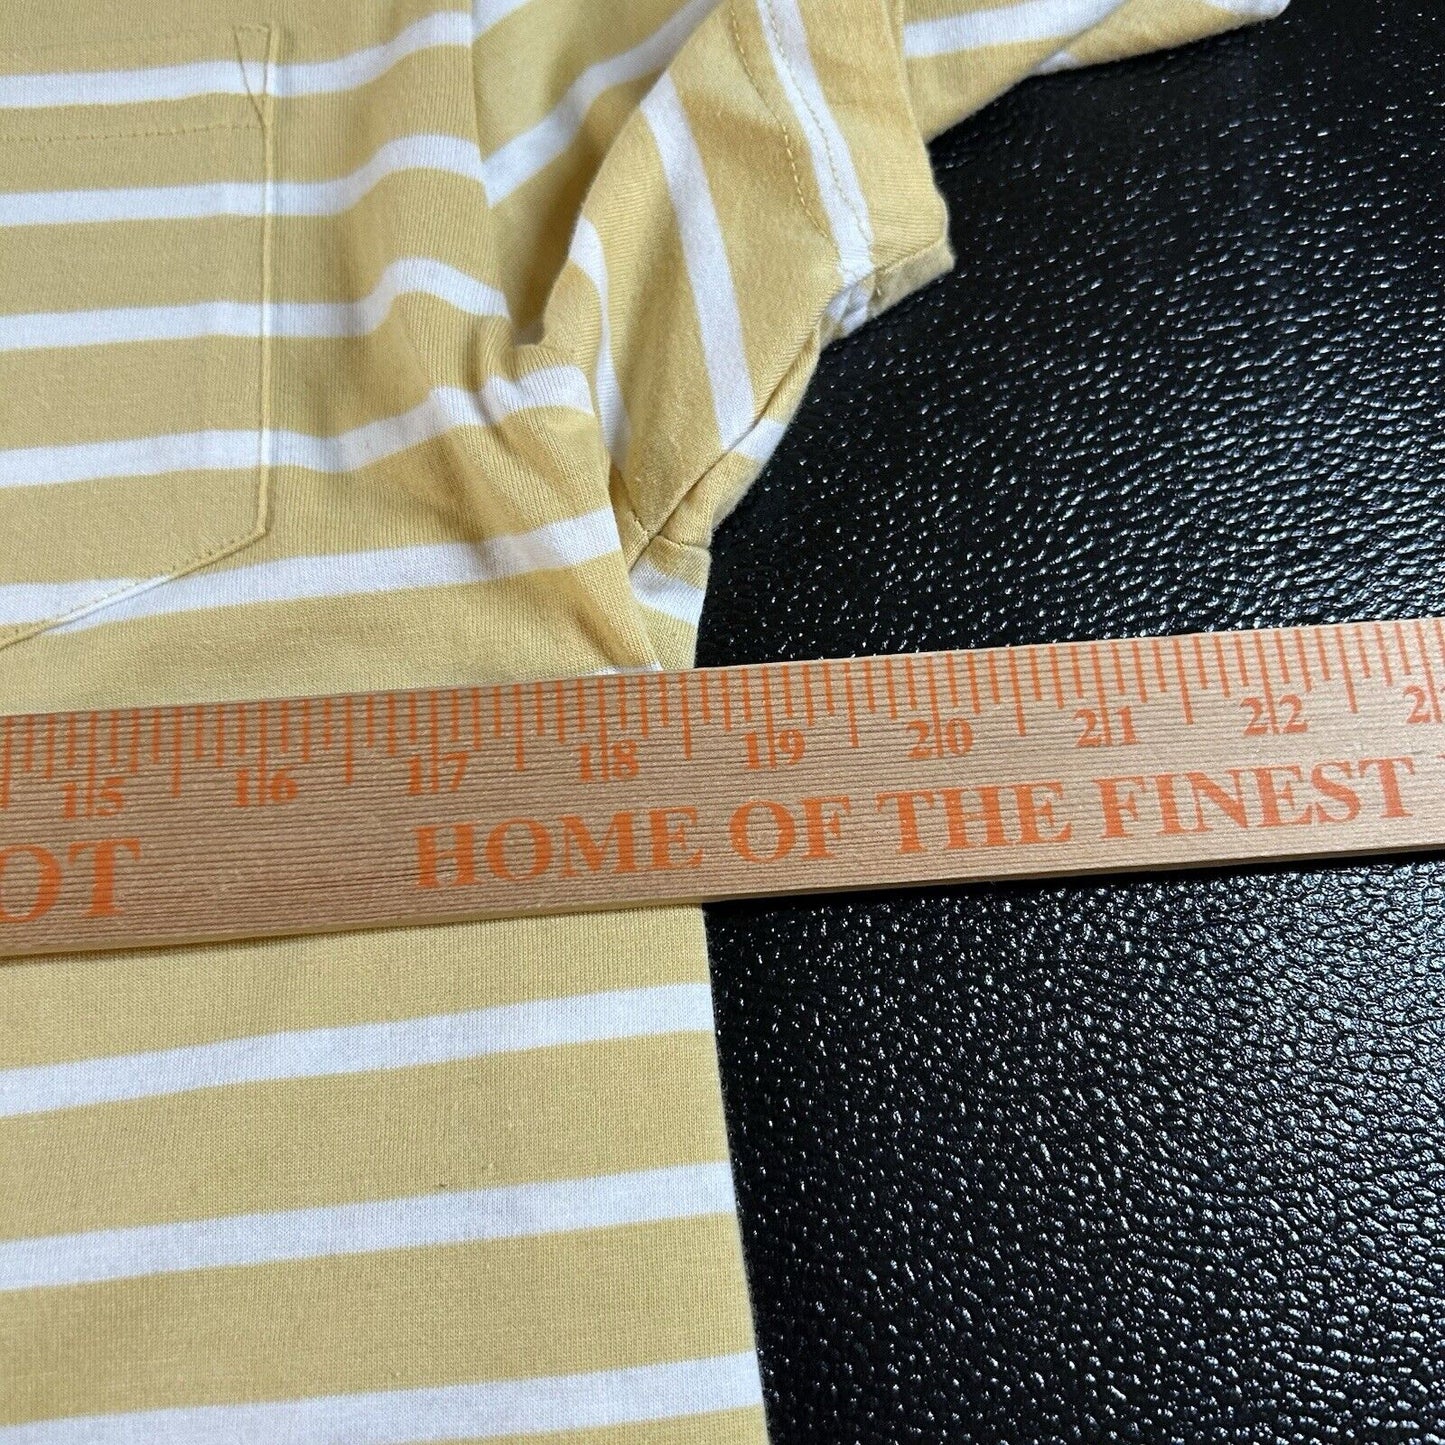 15 16 17 18 19 20 21 22
OT HOME OF THE FINEST